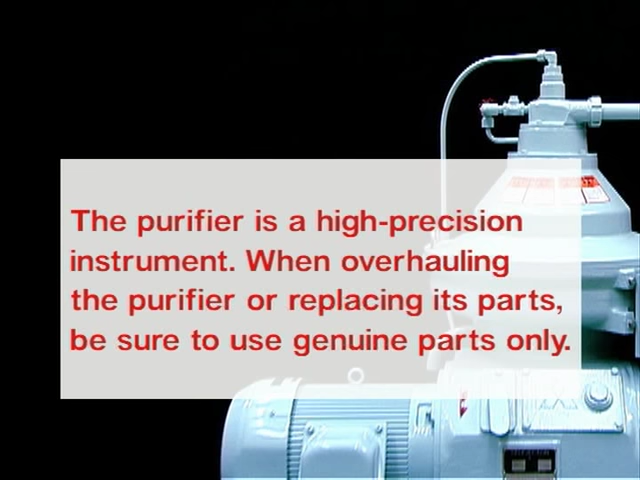 The purifier is a high-precision
instrument. When overhauling
the purifier or replacing its parts,
be sure to use genuine parts only.